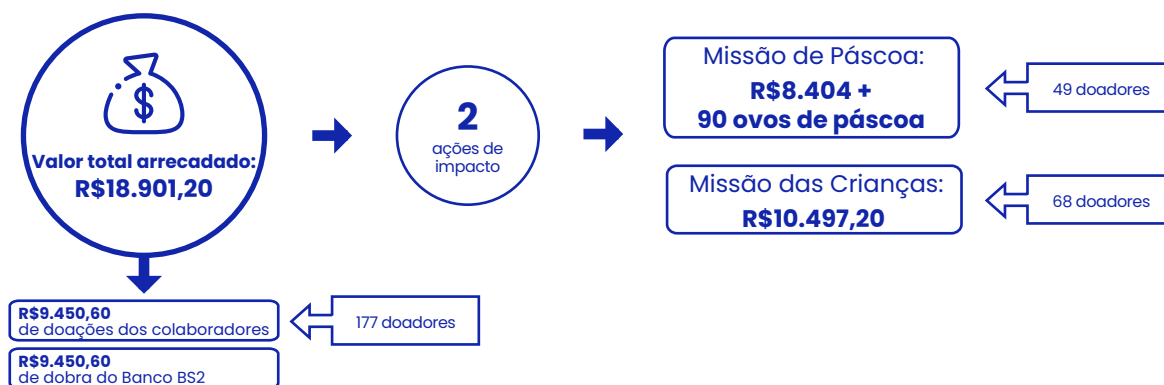 $
Valor total arrecadado:
R$18.901,20
2
ações de
impacto
Missão de Páscoa:
R$8.404 +
90 ovos de páscoa
49 doadores
Missão das Crianças:
R$10.497,20
68 doadores
R$9.450,60
de doações dos colaboradores
177 doadores
R$9.450,60
de dobra do Banco BS2